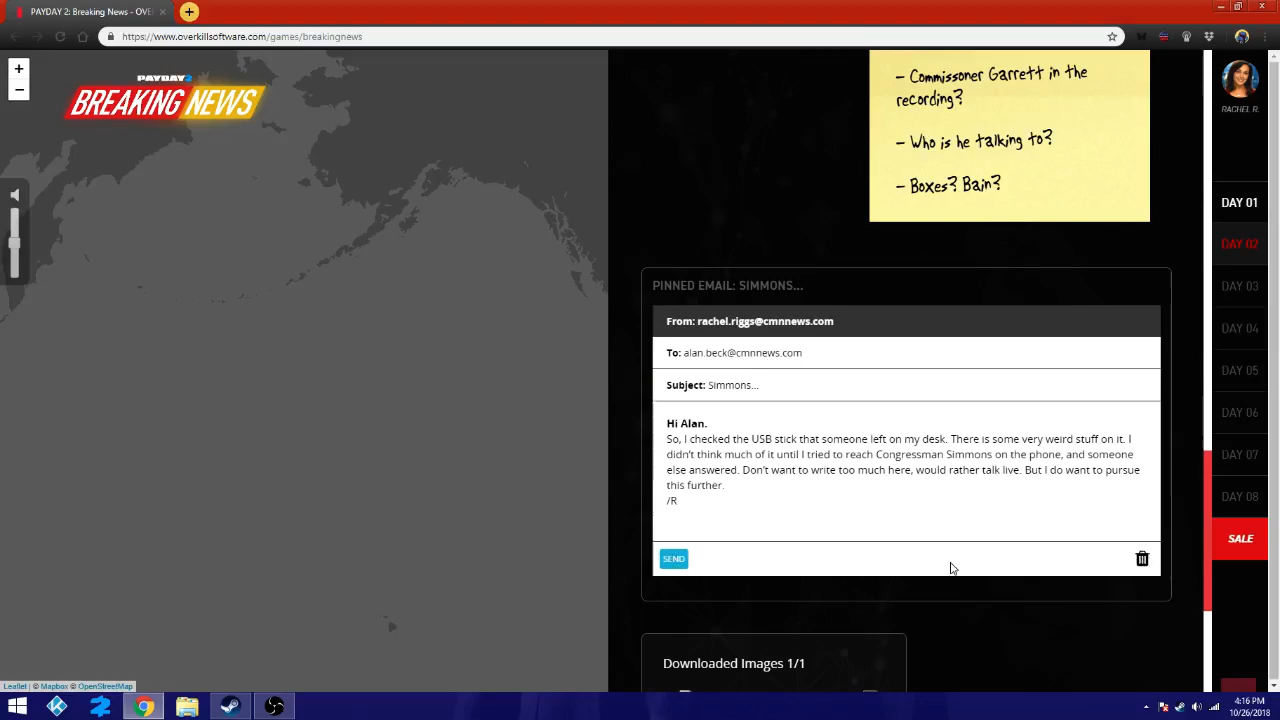 PAYDAY 2: Breaking News - OVE
https://www.overkillsoftware.com/games/breakingnews
+
−
PAYDAY 2
BREAKING NEWS
- Commissoner Garrett in the
recording?
- Who is he talking to?
- Boxes? Bain?
PINNED EMAIL: SIMMONS...
From: rachel.riggs@cmnnews.com
To: alan.beck@cmnnews.com
Subject: Simmons...
Hi Alan.
So, I checked the USB stick that someone left on my desk. There is some very weird stuff on it. I
didn't think much of it until I tried to reach Congressman Simmons on the phone, and someone
else answered. Don't want to write too much here, would rather talk live. But I do want to pursue
this further.
/R
SEND
Downloaded Images 1/1
RACHEL R.
DAY 01
DAY 02
DAY 03
DAY 04
DAY 05
DAY 06
DAY 07
DAY 08
SALE
Leaflet | © Mapbox © OpenStreetMap
4:16 PM
10/26/2018